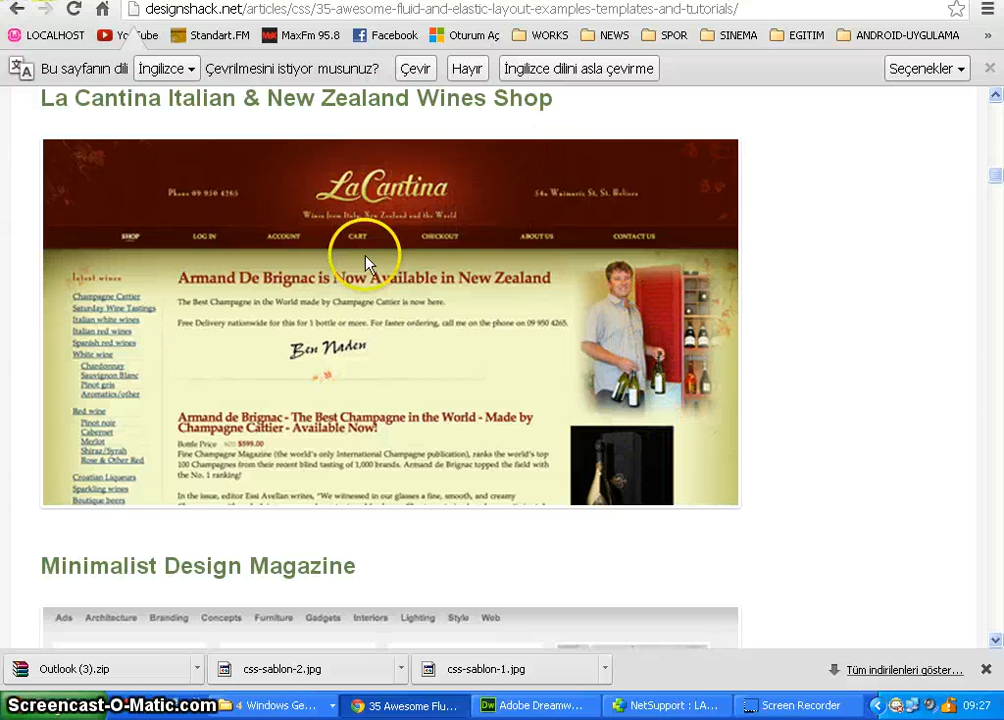 designshack.net/articles/css/35-awesome-fluid-and-elastic-layout-examples-templates-and-tutorials/
LOCALHOST YouTube Standart.FM MaxFm 95.8 Facebook Oturum Aç WORKS NEWS SPOR SINEMA EGITIM ANDROID-UYGULAMA
Bu sayfanın dili İngilizce Çevrilmesini istiyor musunuz? Çevir Hayır İngilizce dilini asla çevirme Seçenekler
La Cantina Italian & New Zealand Wines Shop
Phone 09 950 4265
LaCantina
54a Waimaris St, St. Heliers
Wines from Italy, New Zealand and the World
SHOP LOG IN ACCOUNT CART CHECKOUT ABOUT US CONTACT US
latest wines
Champagne Cattier
Saturday Wine Tastings
Italian white wines
Italian red wines
Spanish red wines
White wine
Chardonnay
Sauvignon Blanc
Pinot gris
Aromatics/other
Red wine
Pinot noir
Cabernet
Merlot
Shiraz/Syrah
Rose & Other Red
Croatian Liqueurs
Sparkling wines
Boutique beers
Armand De Brignac is Now Available in New Zealand
The Best Champagne in the World made by Champagne Cattier is now here.
Free Delivery nationwide for this for 1 bottle or more. For faster ordering, call me on the phone on 09 950 4265.
Ben Naden
Armand de Brignac - The Best Champagne in the World - Made by
Champagne Cattier - Available Now!
Bottle Price $599.00
Fine Champagne Magazine (the world's only International Champagne publication), ranks the world's top
100 Champagnes from their recent blind tasting of 1,000 brands. Armand de Brignac topped the field with
the No. 1 ranking!
In the issue, editor Essi Avellan writes, "We witnessed in our glasses a fine, smooth, and creamy
Minimalist Design Magazine
Ads Architecture Branding Concepts Furniture Gadgets Interiors Lighting Style Web
Outlook (3).zip css-sablon-2.jpg css-sablon-1.jpg Tüm indirilenleri göster...
Screencast-O-Matic.com 4 Windows Ge... 35 Awesome Flu... Adobe Dreamw... NetSupport : LA... Screen Recorder 09:27